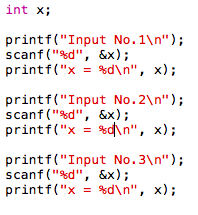 int x;
printf("Input No.1\n");
scanf("%d", &x);
printf("x = %d\n", x);
printf("Input No.2\n");
scanf("%d", &x);
printf("x = %d\n", x);
printf("Input No.3\n");
scanf("%d", &x);
printf("x = %d\n", x);